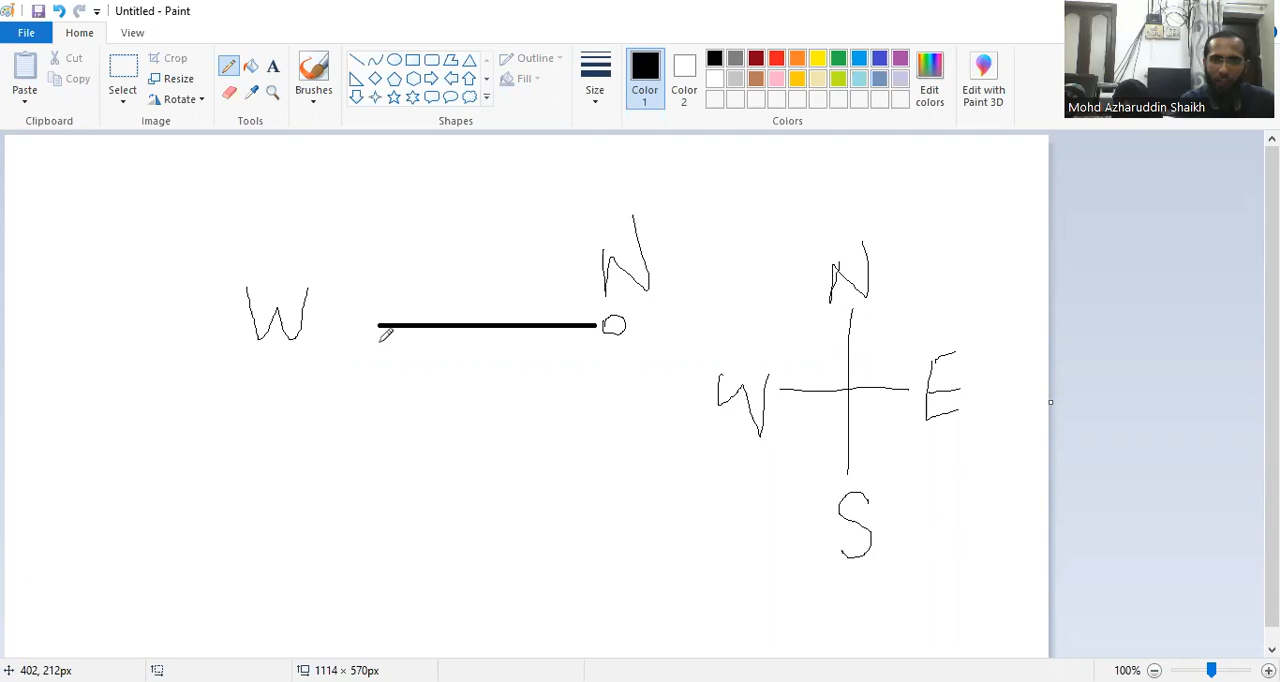 Untitled - Paint
File
Home
View
Paste
Cut
Copy
Clipboard
Select
Crop
Resize
Rotate
Image
A
Tools
Brushes
Outline
Fill
Shapes
Size
Color
1
Color
2
Edit
colors
Colors
Edit with
Paint 3D
Mohd Azharuddin Shaikh
N
W
N
W
E
S
402, 212px
1114 × 570px
100%